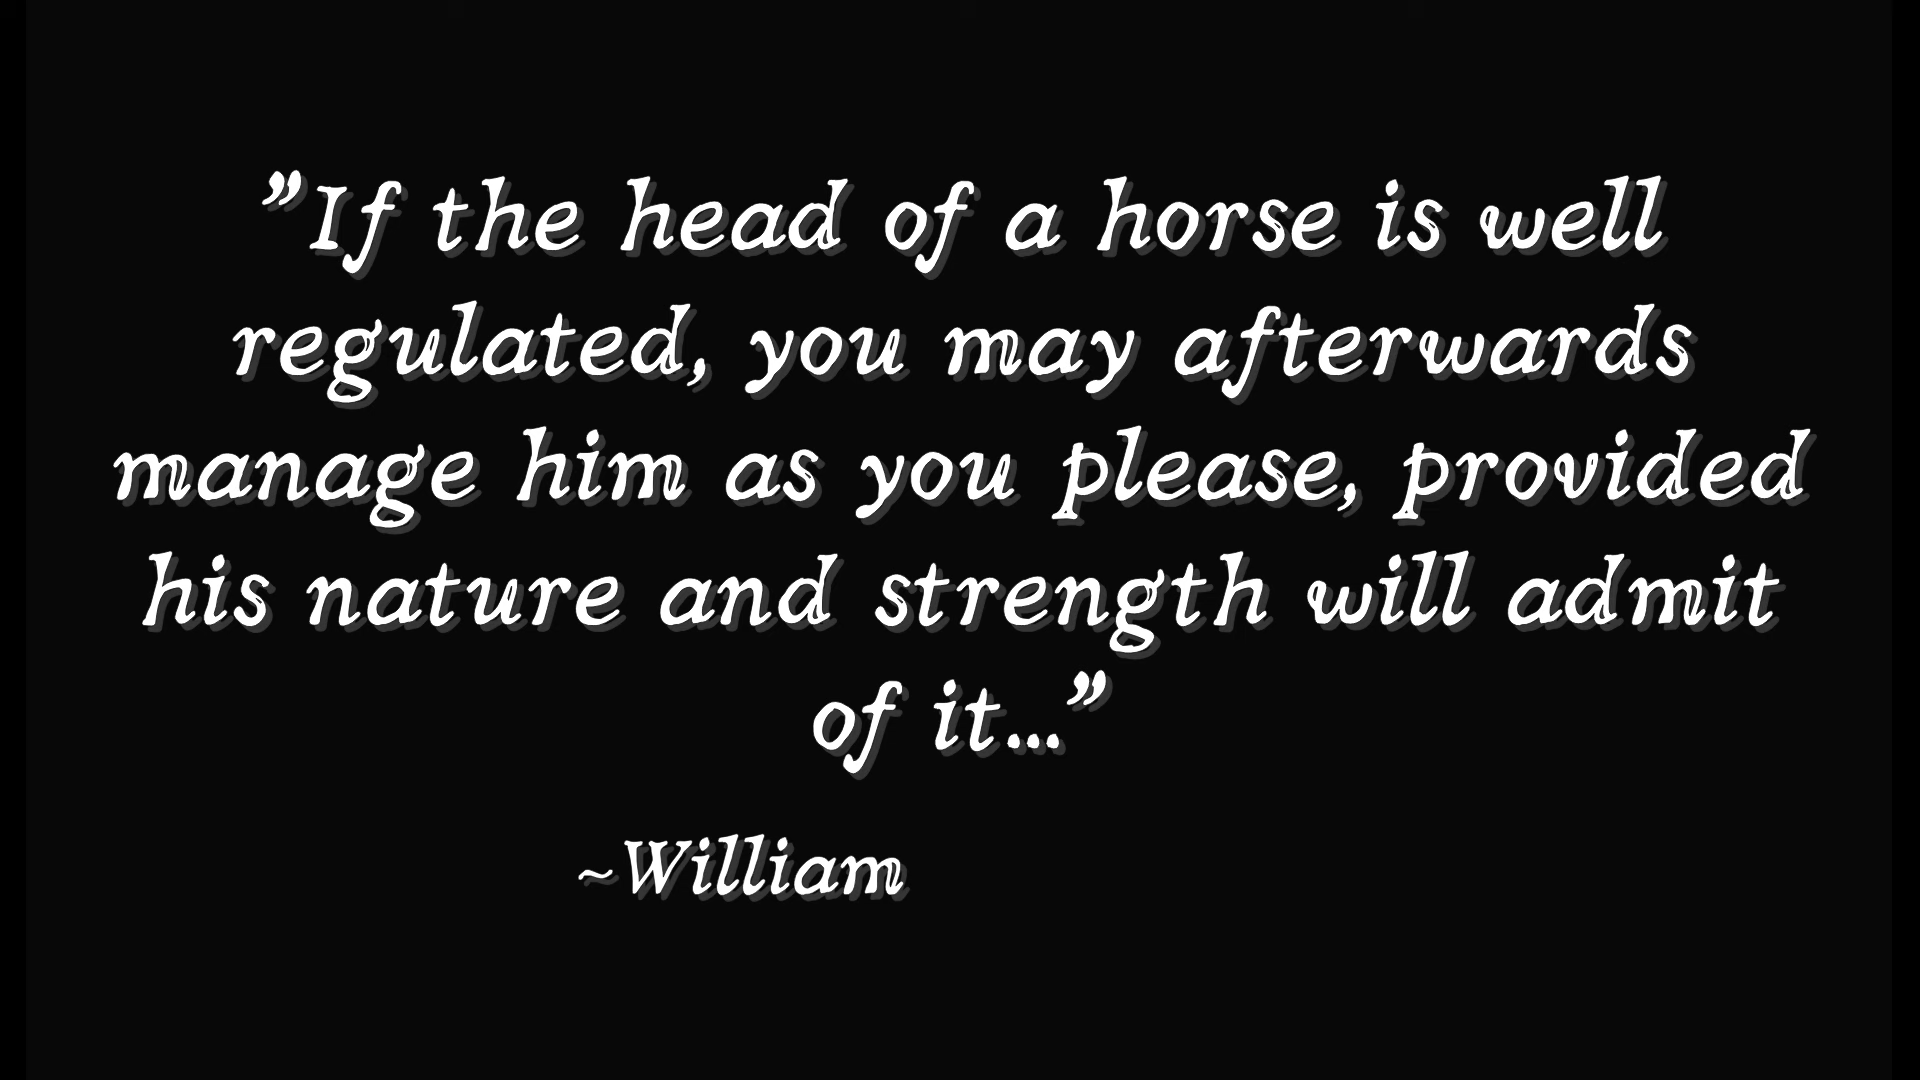 ”If the head of a horse is well
regulated, you may afterwards
manage him as you please, provided
his nature and strength will admit
of it...”
~William